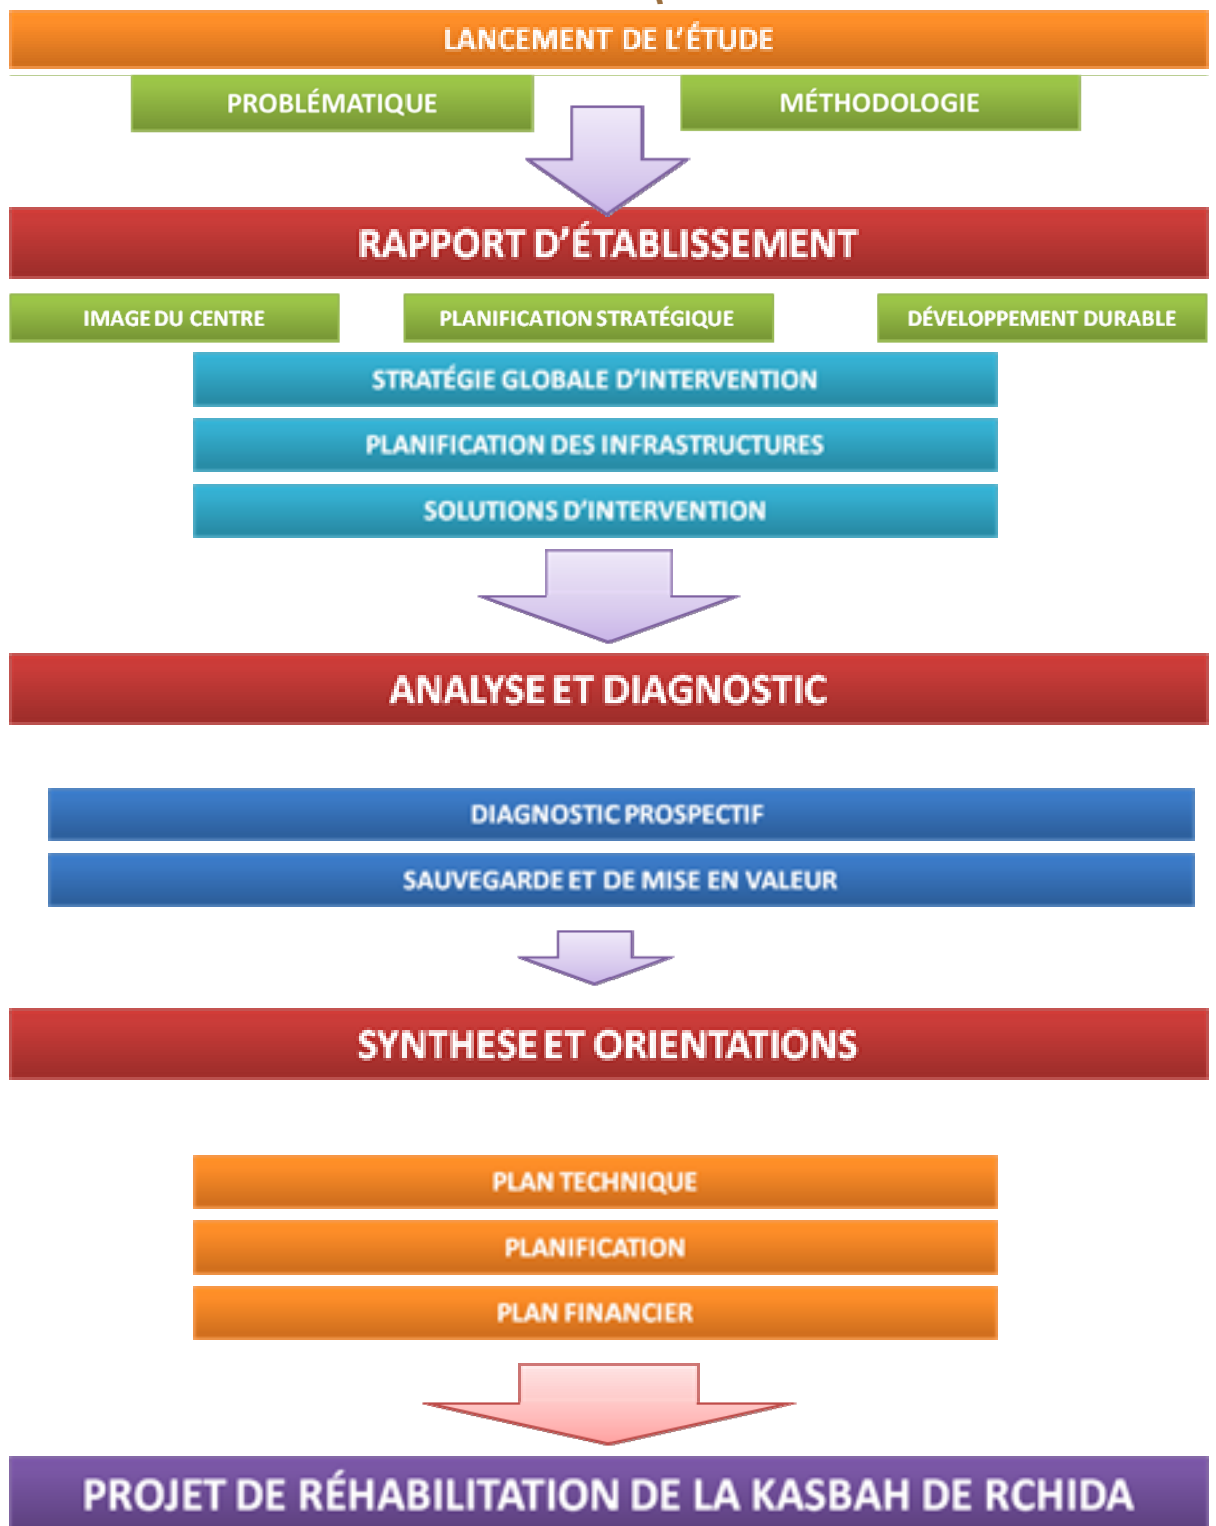 LANCEMENT DE L'ÉTUDE
PROBLÉMATIQUE
MÉTHODOLOGIE
RAPPORT D'ÉTABLISSEMENT
IMAGE DU CENTRE
PLANIFICATION STRATÉGIQUE
DÉVELOPPEMENT DURABLE
STRATÉGIE GLOBALE D'INTERVENTION
PLANIFICATION DES INFRASTRUCTURES
SOLUTIONS D'INTERVENTION
ANALYSE ET DIAGNOSTIC
DIAGNOSTIC PROSPECTIF
SAUVEGARDE ET DE MISE EN VALEUR
SYNTHESE ET ORIENTATIONS
PLAN TECHNIQUE
PLANIFICATION
PLAN FINANCIER
PROJET DE RÉHABILITATION DE LA KASBAH DE RCHIDA